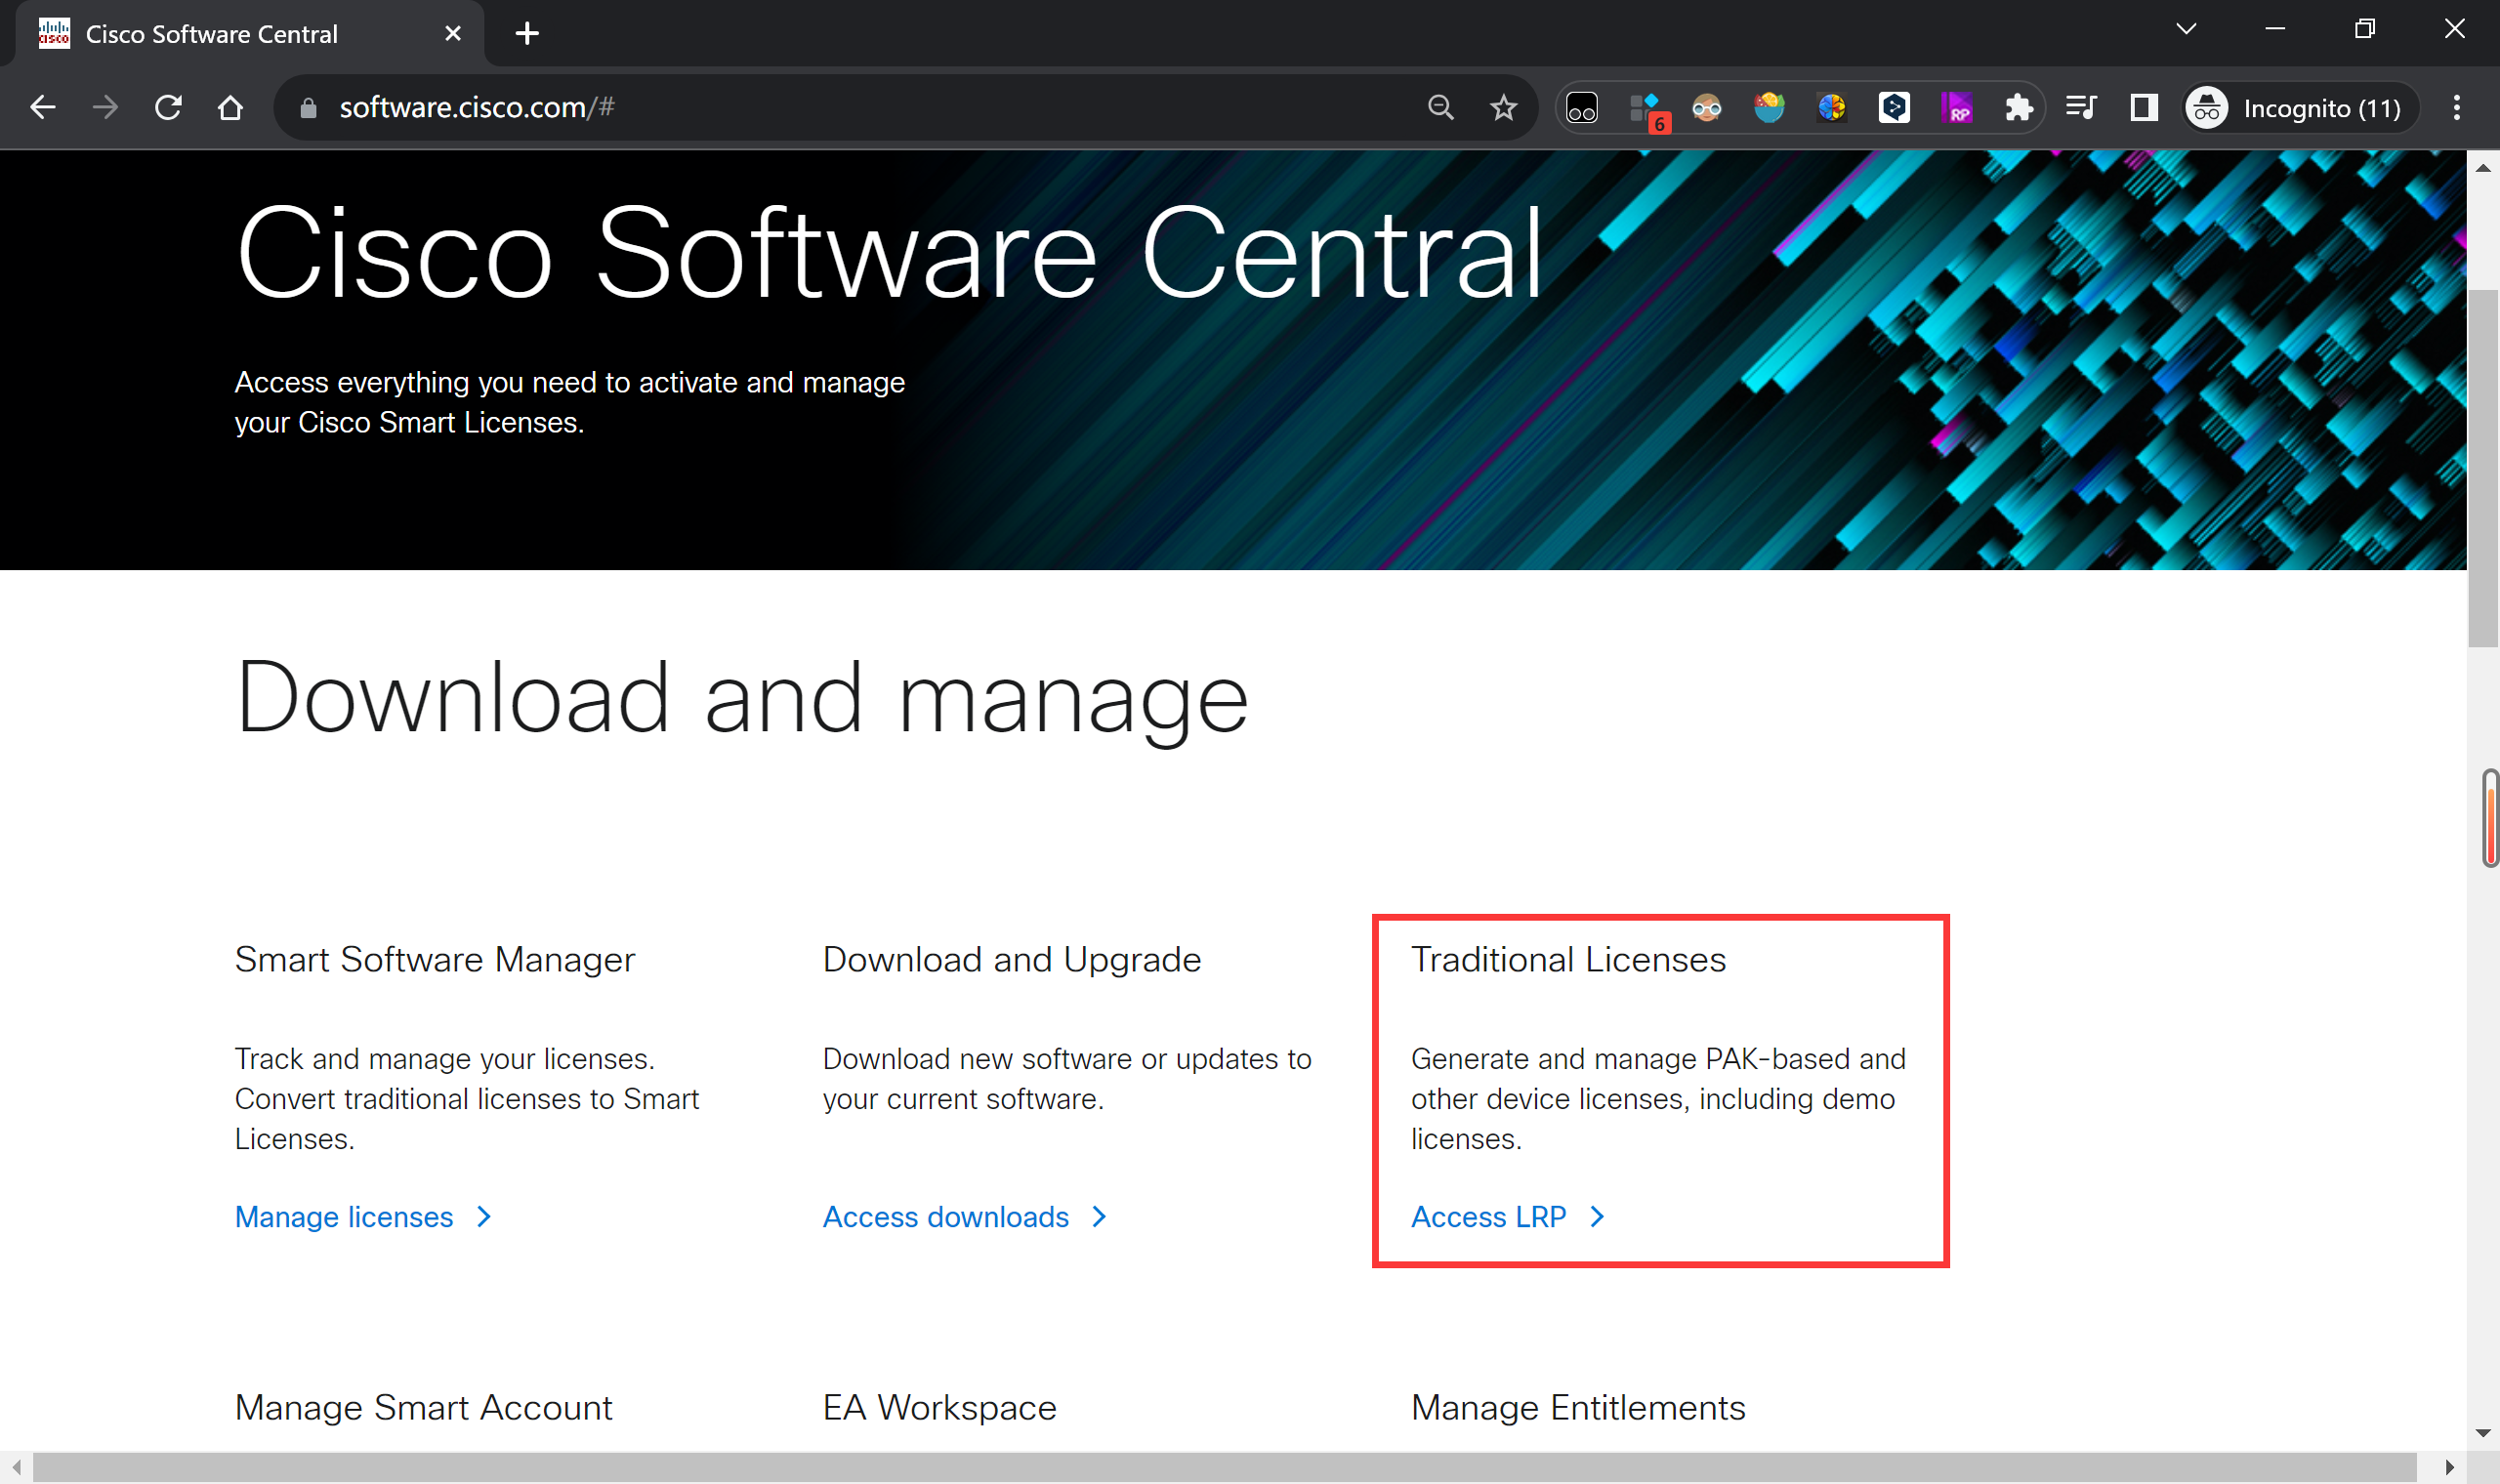 Cisco Software Central
software.cisco.com/#
6
RP
Incognito (11)
Cisco Software Central
Access everything you need to activate and manage
your Cisco Smart Licenses.
Download and manage
Smart Software Manager
Track and manage your licenses.
Convert traditional licenses to Smart
Licenses.
Manage licenses
Download and Upgrade
Download new software or updates to
your current software.
Access downloads
Traditional Licenses
Generate and manage PAK-based and
other device licenses, including demo
licenses.
Access LRP
Manage Smart Account
EA Workspace
Manage Entitlements